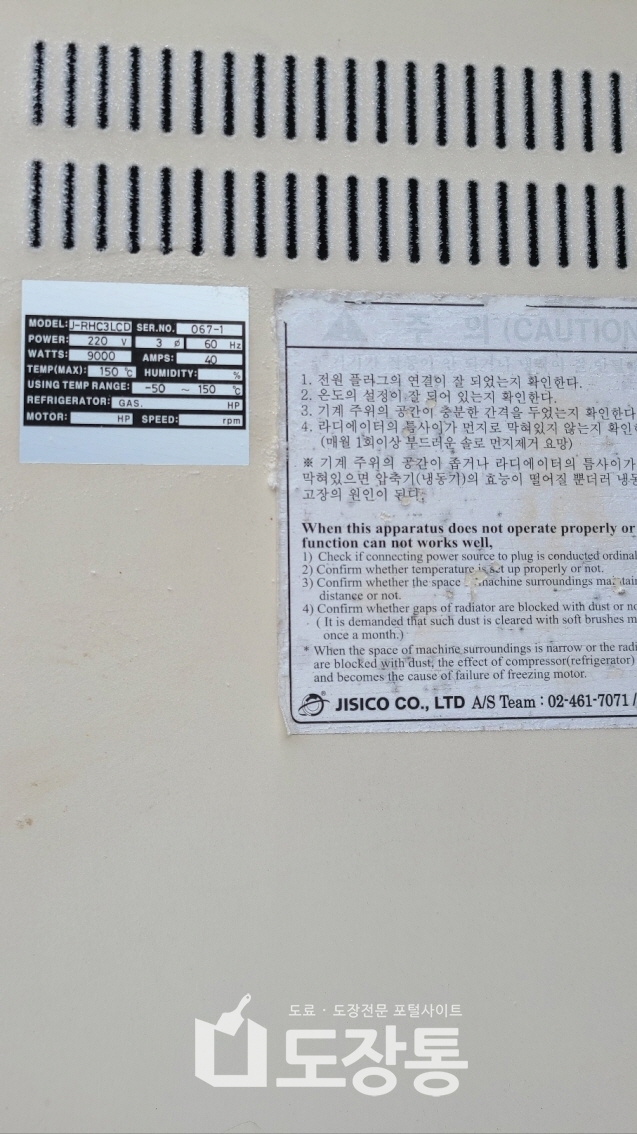 MODEL: J-RHC3LCD SER.NO. 067-1
POWER: 220 V 3 Ø 60 Hz
WATTS: 9000 AMPS: 40
TEMP(MAX): 150 ℃ HUMIDITY: %
USING TEMP RANGE: -50 ~ 150 ℃
REFRIGERATOR: GAS. HP
MOTOR: HP SPEED: rpm
주 의 (CAUTION
1. 전원 플라그의 연결이 잘 되었는지 확인한다.
2. 온도의 설정이 잘 되어 있는지 확인한다.
3. 기계 주위의 공간이 충분한 간격을 두었는지 확인한다
4. 라디에이터의 틈사이가 먼지로 막혀있지 않는지 확인
(매월 1회이상 부드러운 솔로 먼지제거 요망)
※ 기계 주위의 공간이 좁거나 라디에이터의 틈사이가
막혀있으면 압축기(냉동기)의 효능이 떨어질 뿐더러 냉동
고장의 원인이 된다.
When this apparatus does not operate properly or
function can not works well,
1) Check if connecting power source to plug is conducted ordinal
2) Confirm whether temperature is set up properly or not.
3) Confirm whether the space machine surroundings maintai
distance or not.
4) Confirm whether gaps of radiator are blocked with dust or no
( It is demanded that such dust is cleared with soft brushes m
once a month.)
* When the space of machine surroundings is narrow or the radi
are blocked with dust, the effect of compressor(refrigerator)
and becomes the cause of failure of freezing motor.
JISICO CO., LTD A/S Team : 02-461-7071 /
도료 · 도장전문 포털사이트
도장통